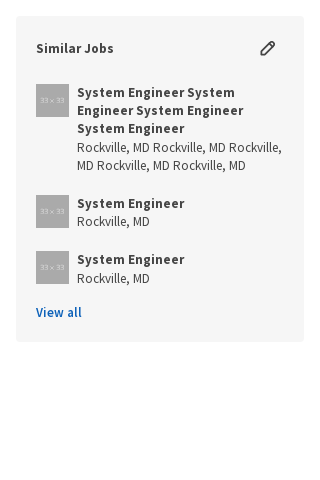 Similar Jobs
33 x 33
System Engineer System
Engineer System Engineer
System Engineer
Rockville, MD Rockville, MD Rockville,
MD Rockville, MD Rockville, MD
33 x 33
System Engineer
Rockville, MD
33 x 33
System Engineer
Rockville, MD
View all